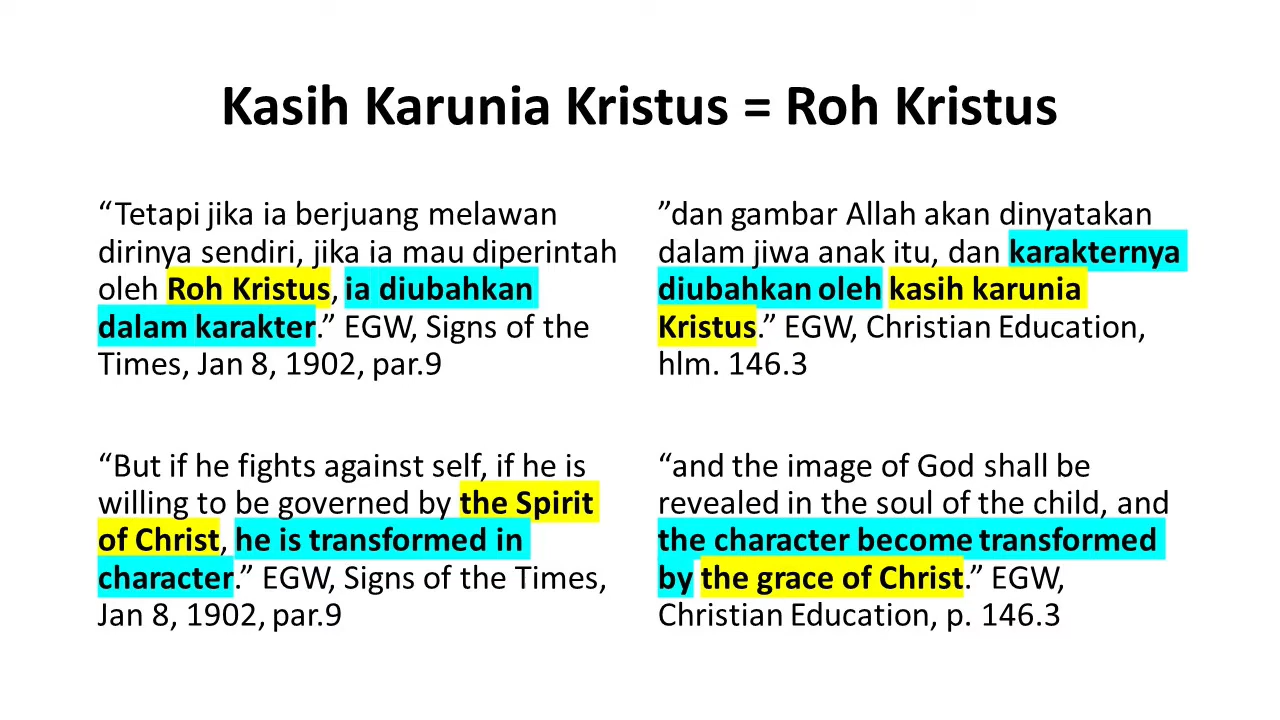 Kasih Karunia Kristus = Roh Kristus
“Tetapi jika ia berjuang melawan
dirinya sendiri, jika ia mau diperintah
oleh Roh Kristus, ia diubahkan
dalam karakter.” EGW, Signs of the
Times, Jan 8, 1902, par.9
“But if he fights against self, if he is
willing to be governed by the Spirit
of Christ, he is transformed in
character.” EGW, Signs of the Times,
Jan 8, 1902, par.9
”dan gambar Allah akan dinyatakan
dalam jiwa anak itu, dan karakternya
diubahkan oleh kasih karunia
Kristus.” EGW, Christian Education,
hlm. 146.3
“and the image of God shall be
revealed in the soul of the child, and
the character become transformed
by the grace of Christ.” EGW,
Christian Education, p. 146.3